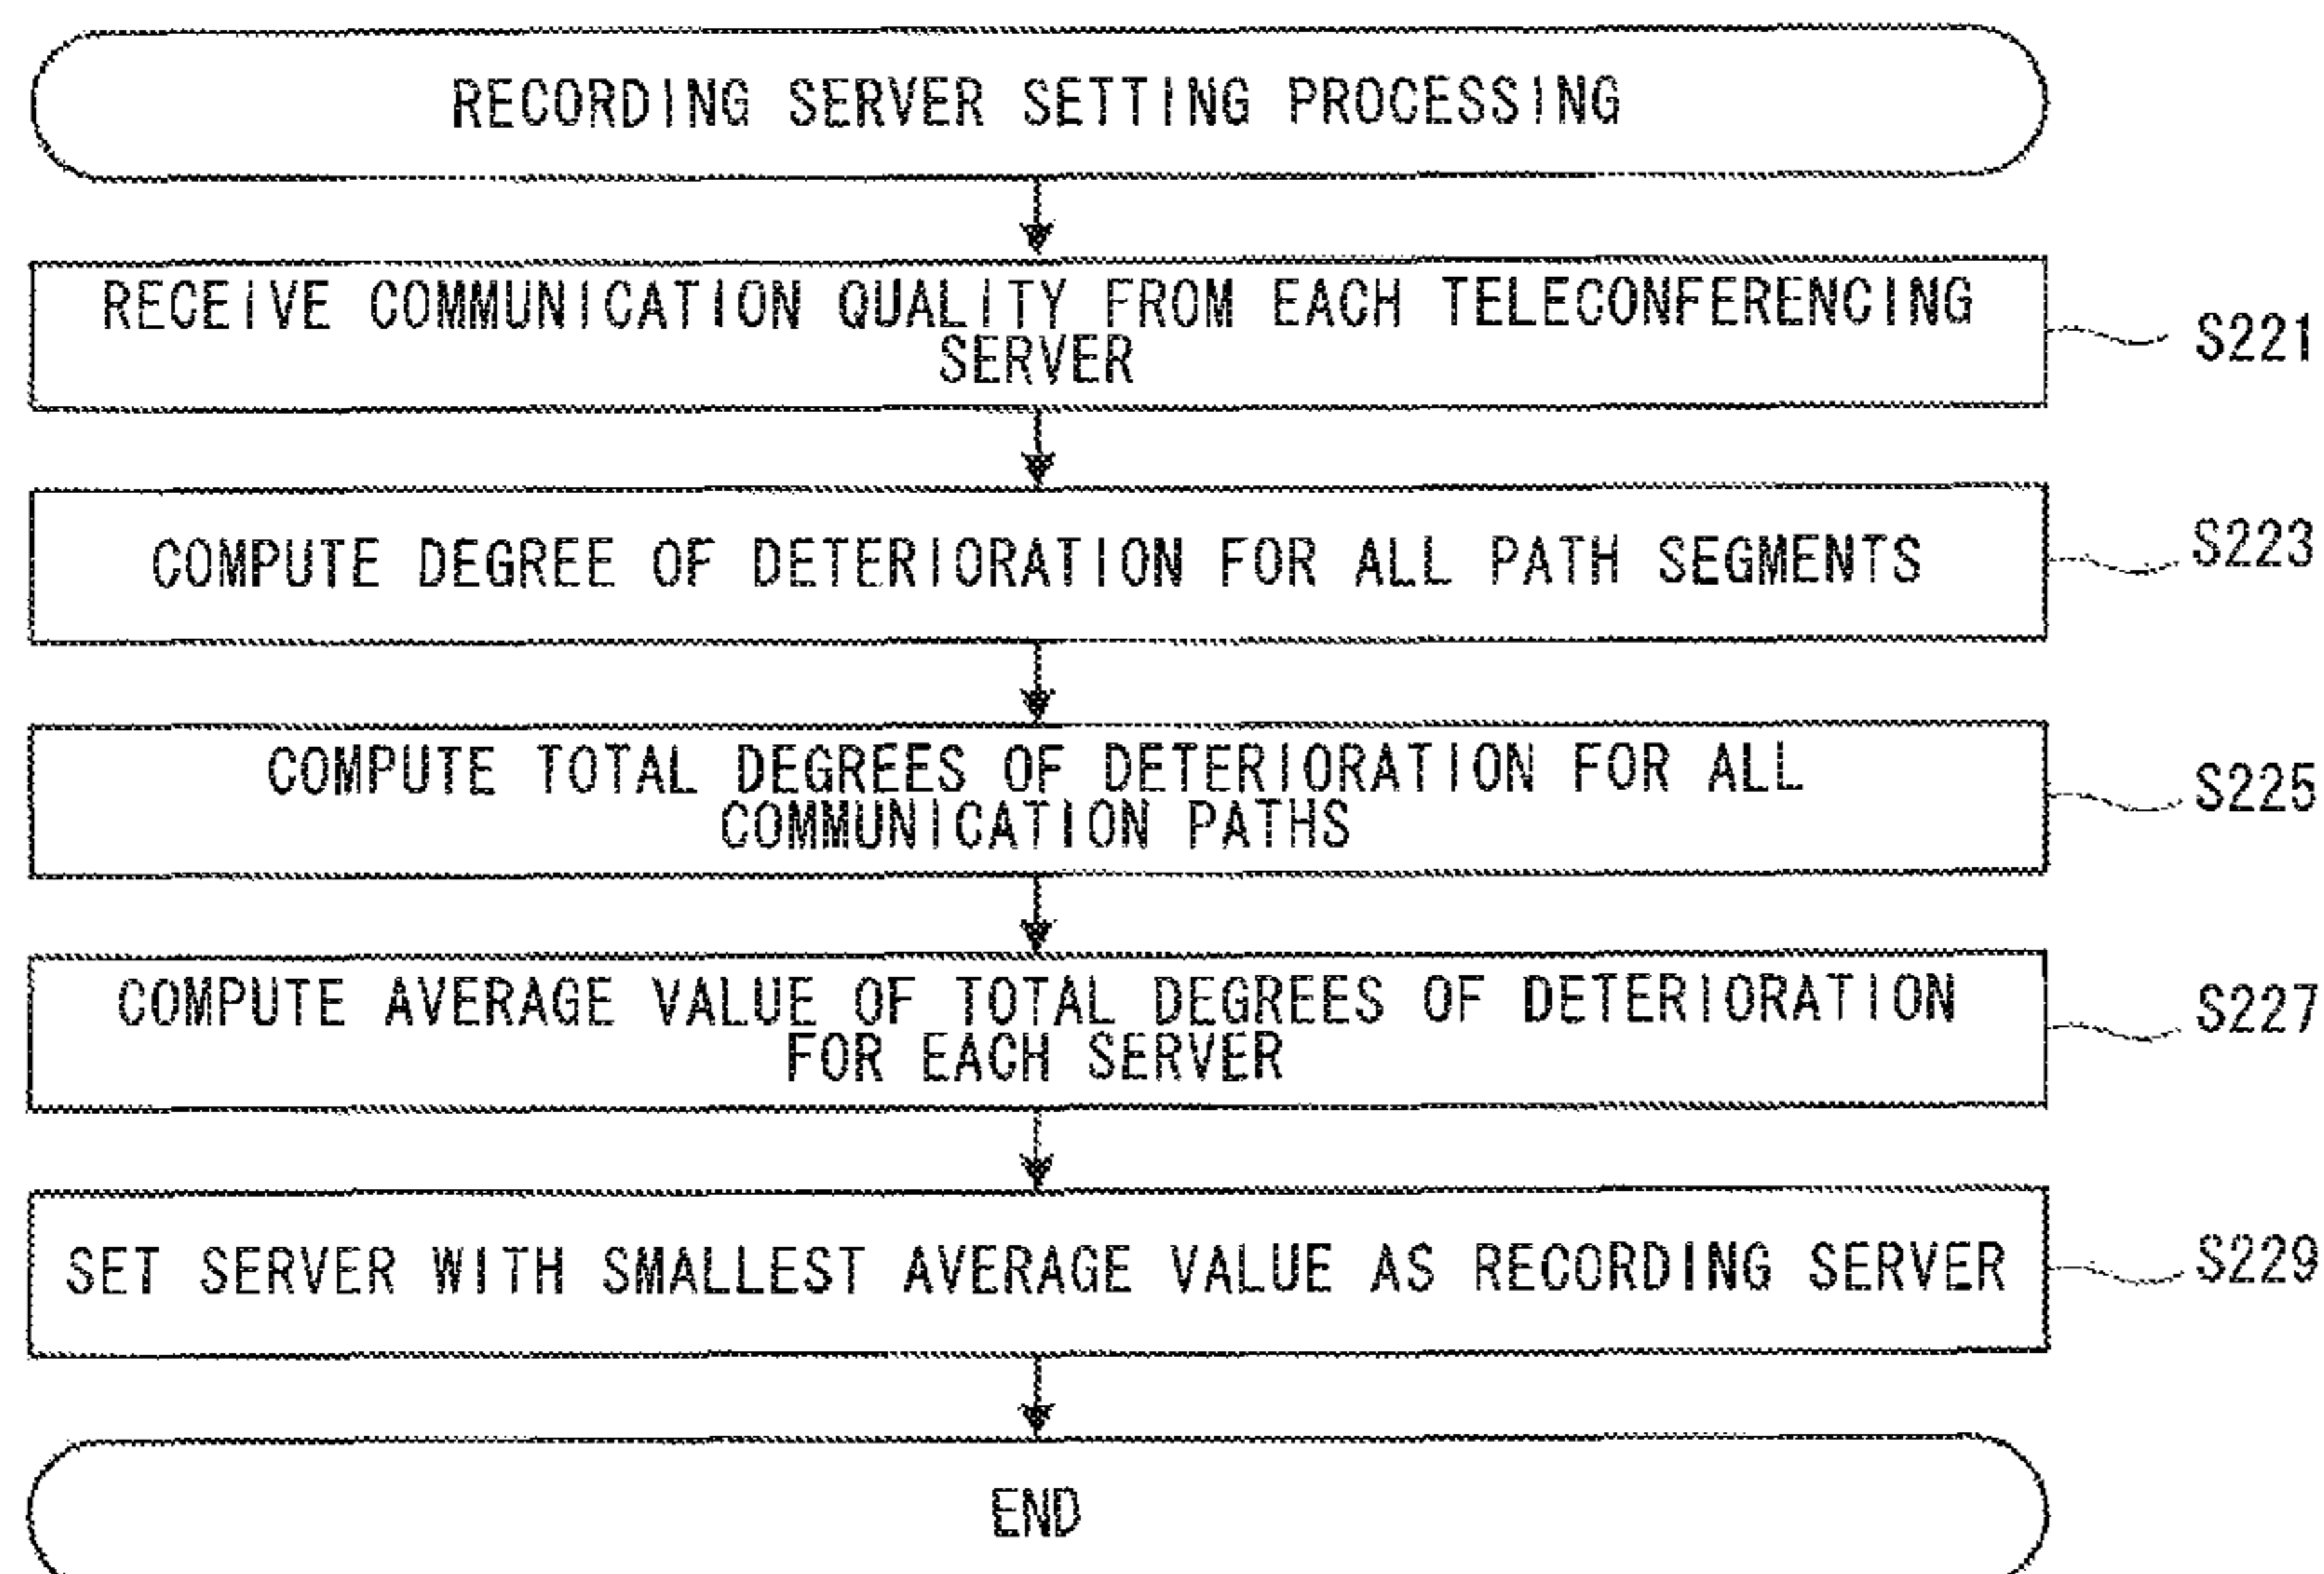 RECORDING SERVER SETTING PROCESSING
RECEIVE COMMUNICATION QUALITY FROM EACH TELECONFERENCING
SERVER
S221
COMPUTE DEGREE OF DETERIORATION FOR ALL PATH SEGMENTS
S223
COMPUTE TOTAL DEGREES OF DETERIORATION FOR ALL
COMMUNICATION PATHS
S225
COMPUTE AVERAGE VALUE OF TOTAL DEGREES OF DETERIORATION
FOR EACH SERVER
S227
SET SERVER WITH SMALLEST AVERAGE VALUE AS RECORDING SERVER
S229
END